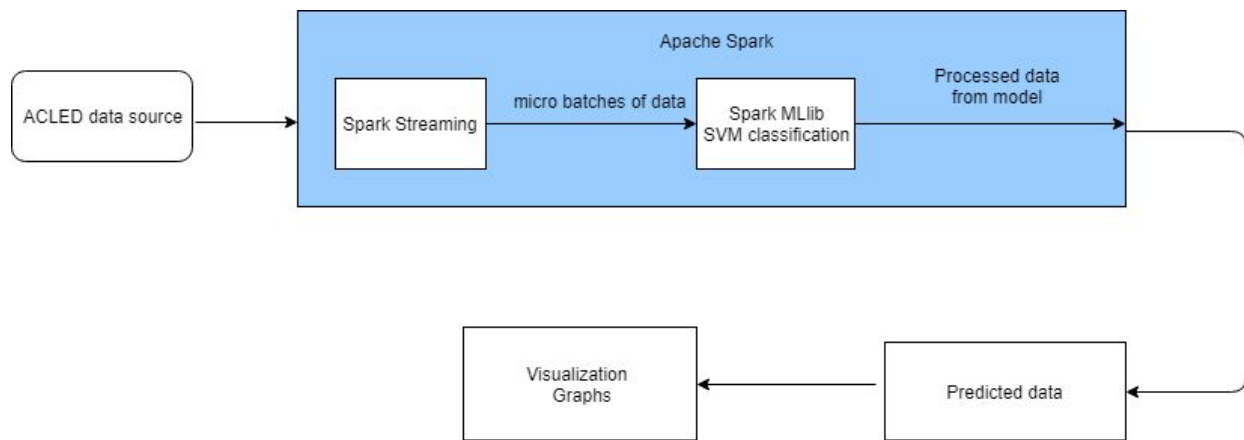 Apache Spark
ACLED data source
Spark Streaming
micro batches of data
Spark MLlib
SVM classification
Processed data
from model
Visualization
Graphs
Predicted data